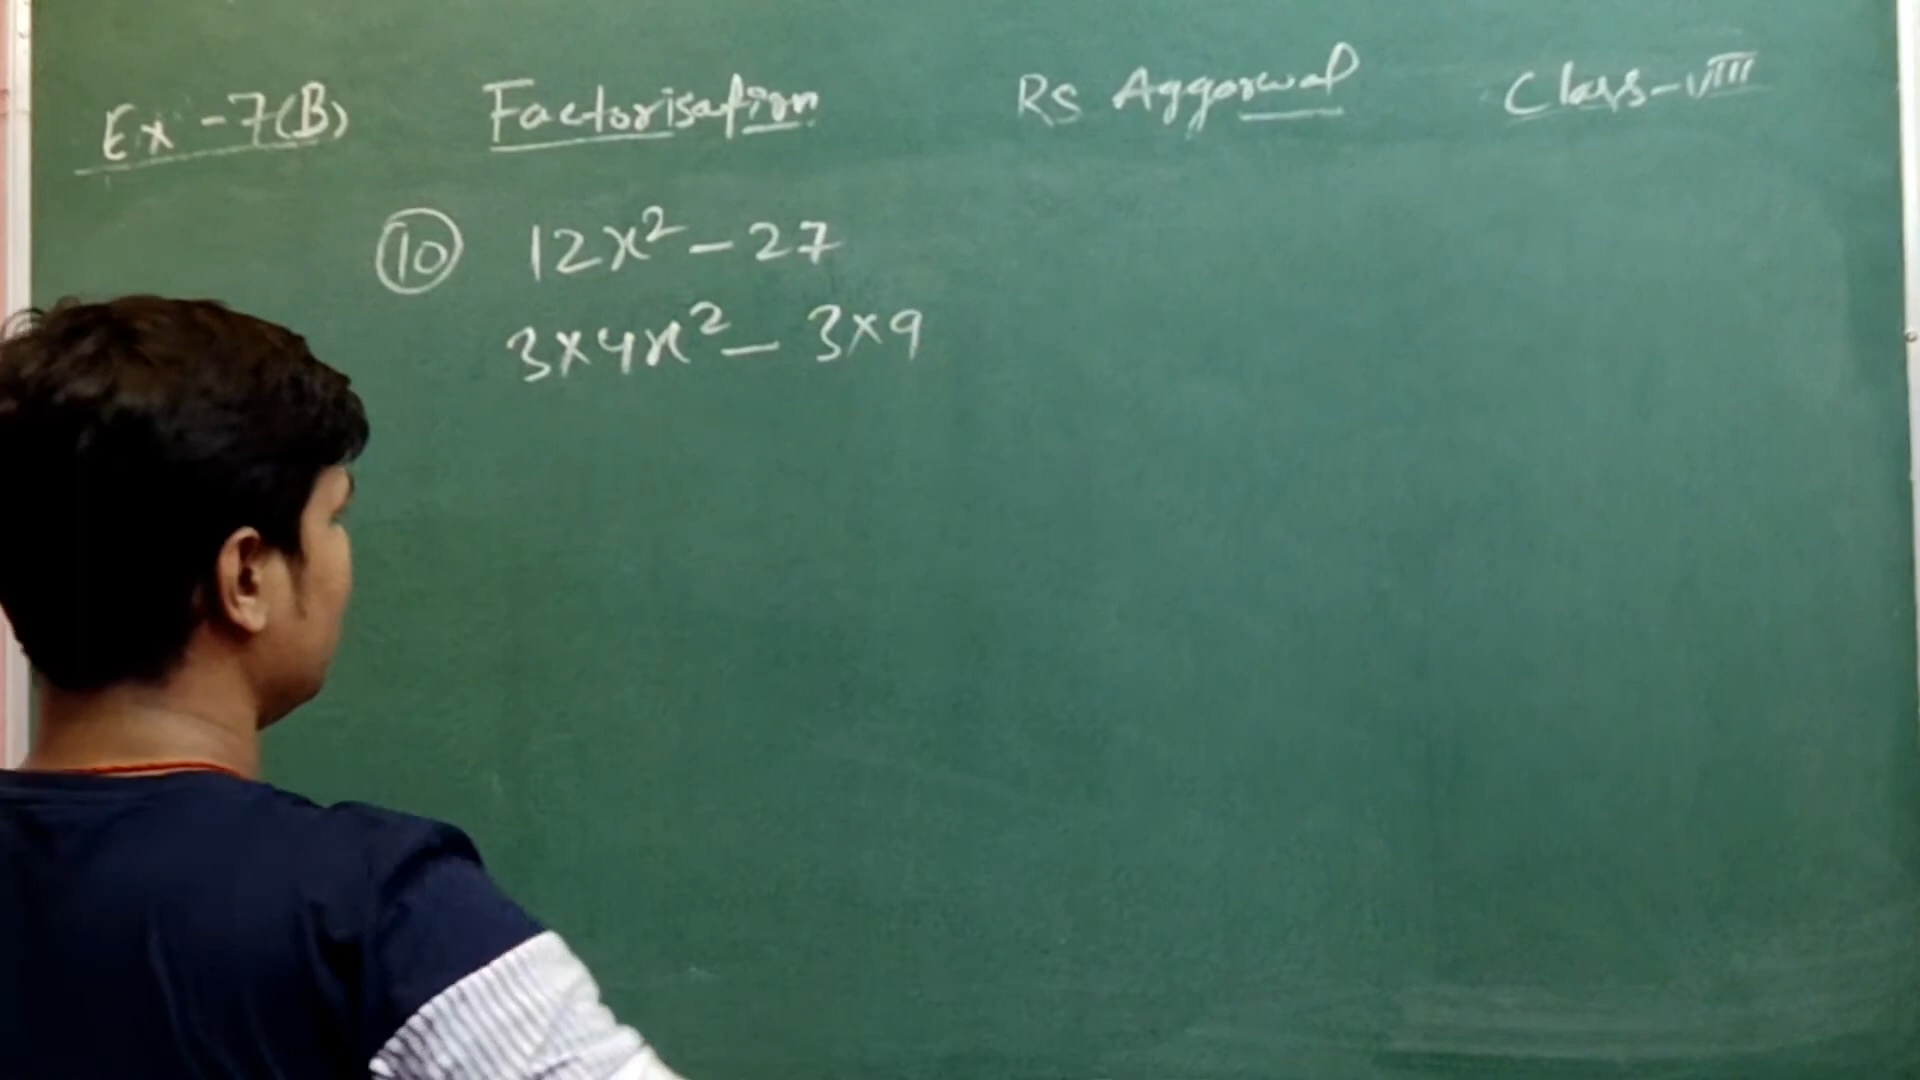 Ex-7(B) Factorisation RS Aggarwal Class-VIII
(10) 12x² - 27
3×4x² - 3×9